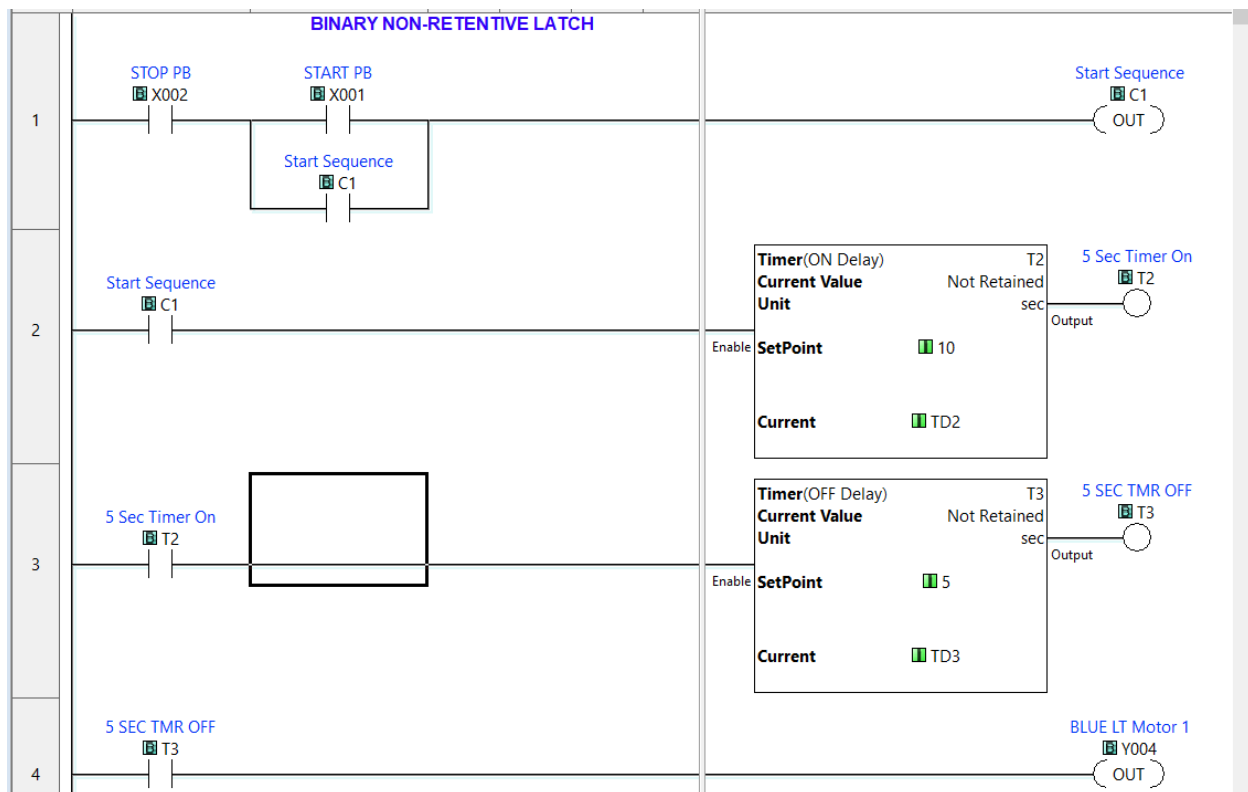 BINARY NON-RETENTIVE LATCH
STOP PB
B X002
START PB
B X001
Start Sequence
B C1
OUT
1
Start Sequence
B C1
2
Start Sequence
B C1
Timer(ON Delay) T2
Current Value Not Retained
Unit sec
Enable SetPoint 10
Current TD2
Output
5 Sec Timer On
B T2
3
5 Sec Timer On
B T2
Timer(OFF Delay) T3
Current Value Not Retained
Unit sec
Enable SetPoint 5
Current TD3
Output
5 SEC TMR OFF
B T3
4
5 SEC TMR OFF
B T3
BLUE LT Motor 1
B Y004
OUT